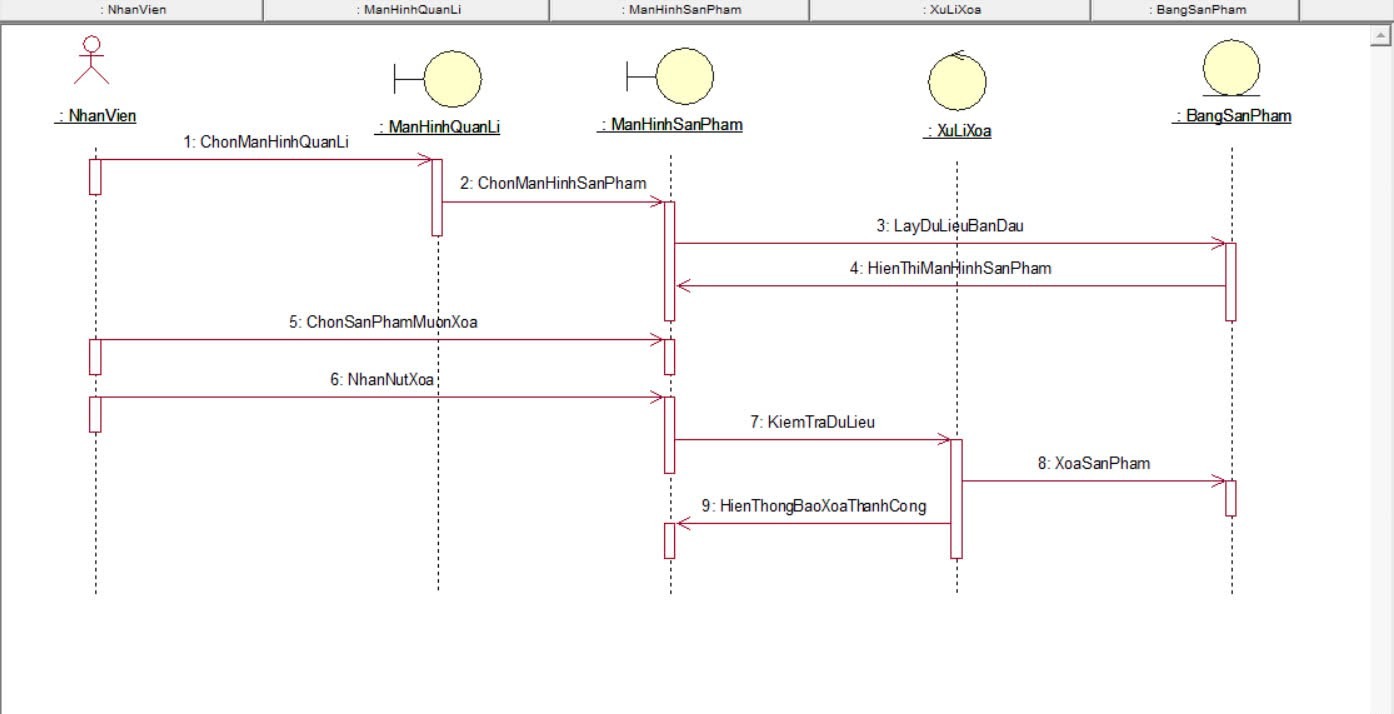 : NhanVien
: ManHinhQuanLi
: ManHinhSanPham
: XuLiXoa
: BangSanPham
: NhanVien
: ManHinhQuanLi
: ManHinhSanPham
: XuLiXoa
: BangSanPham
1: ChonManHinhQuanLi
2: ChonManHinhSanPham
3: LayDuLieuBanDau
4: HienThiManHinhSanPham
5: ChonSanPhamMuonXoa
6: NhanNutXoa
7: KiemTraDuLieu
8: XoaSanPham
9: HienThongBaoXoaThanhCong